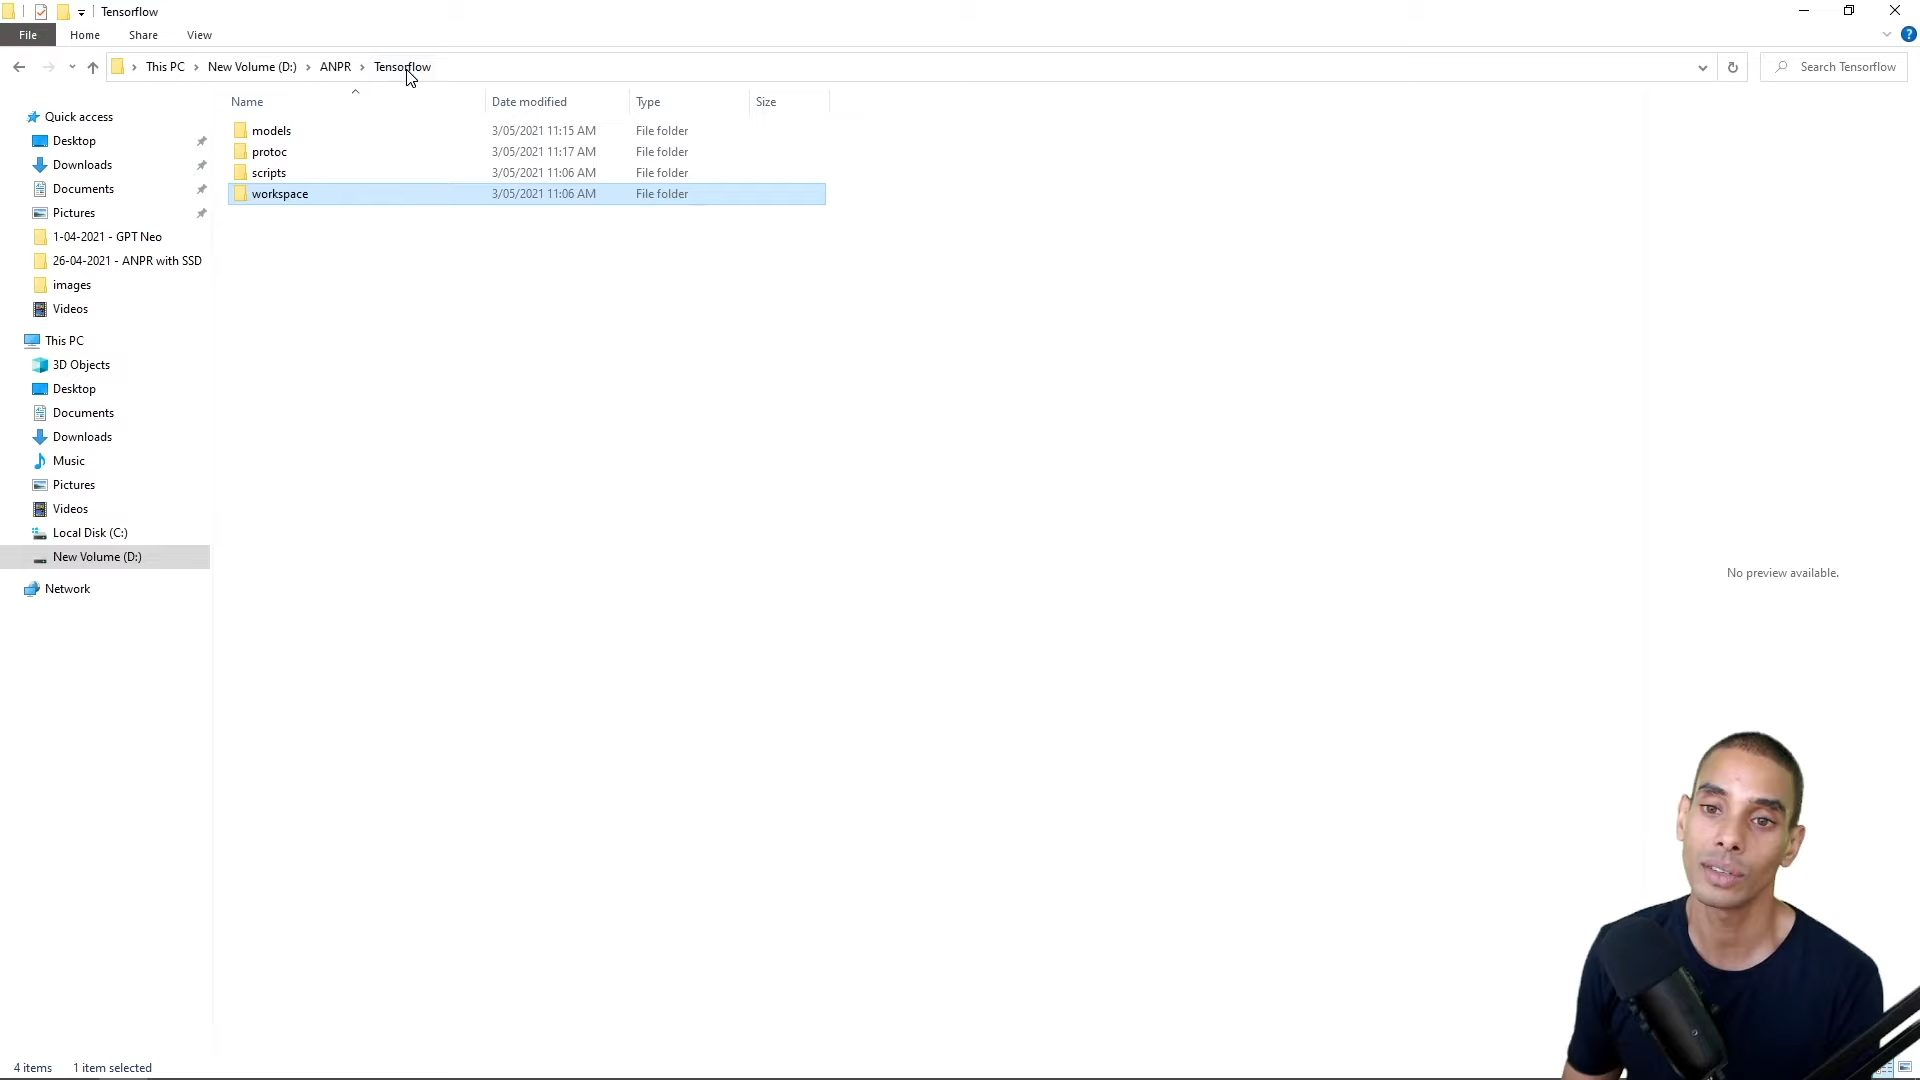 Tensorflow
File Home Share View
This PC New Volume (D:) ANPR Tensorflow Search Tensorflow
Name Date modified Type Size
models 3/05/2021 11:15 AM File folder
protoc 3/05/2021 11:17 AM File folder
scripts 3/05/2021 11:06 AM File folder
workspace 3/05/2021 11:06 AM File folder
Quick access
Desktop
Downloads
Documents
Pictures
1-04-2021 - GPT Neo
26-04-2021 - ANPR with SSD
images
Videos
This PC
3D Objects
Desktop
Documents
Downloads
Music
Pictures
Videos
Local Disk (C:)
New Volume (D:)
Network
No preview available.
4 items 1 item selected